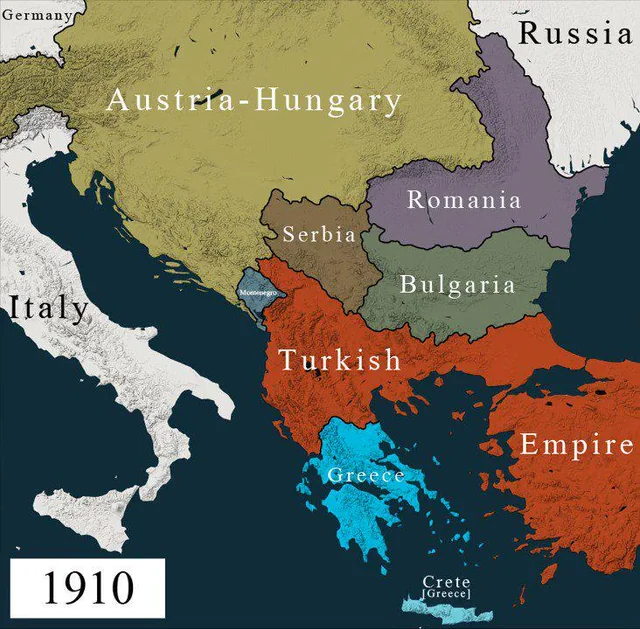 Germany
Russia
Austria-Hungary
Romania
Serbia
Bulgaria
Montenegro
Italy
Turkish
Empire
Greece
Crete
[Greece]
1910